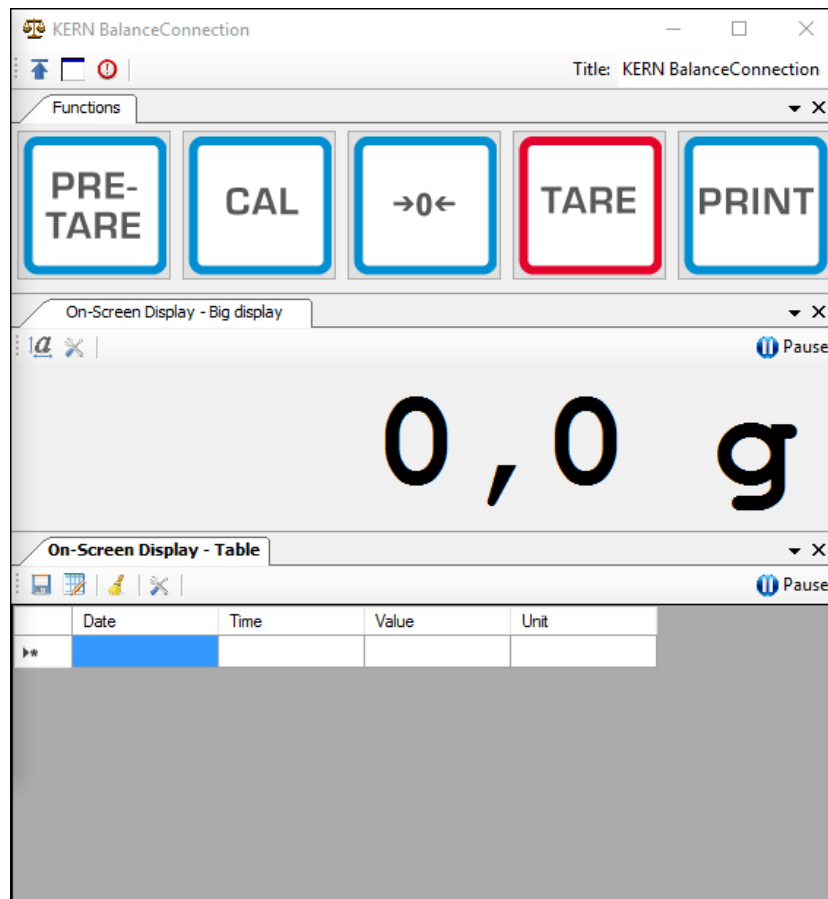 KERN BalanceConnection
Title: KERN BalanceConnection
Functions
PRE-
TARE
CAL
→0←
TARE
PRINT
On-Screen Display - Big display
a
Pause
0,0 g
On-Screen Display - Table
Pause
Date Time Value Unit